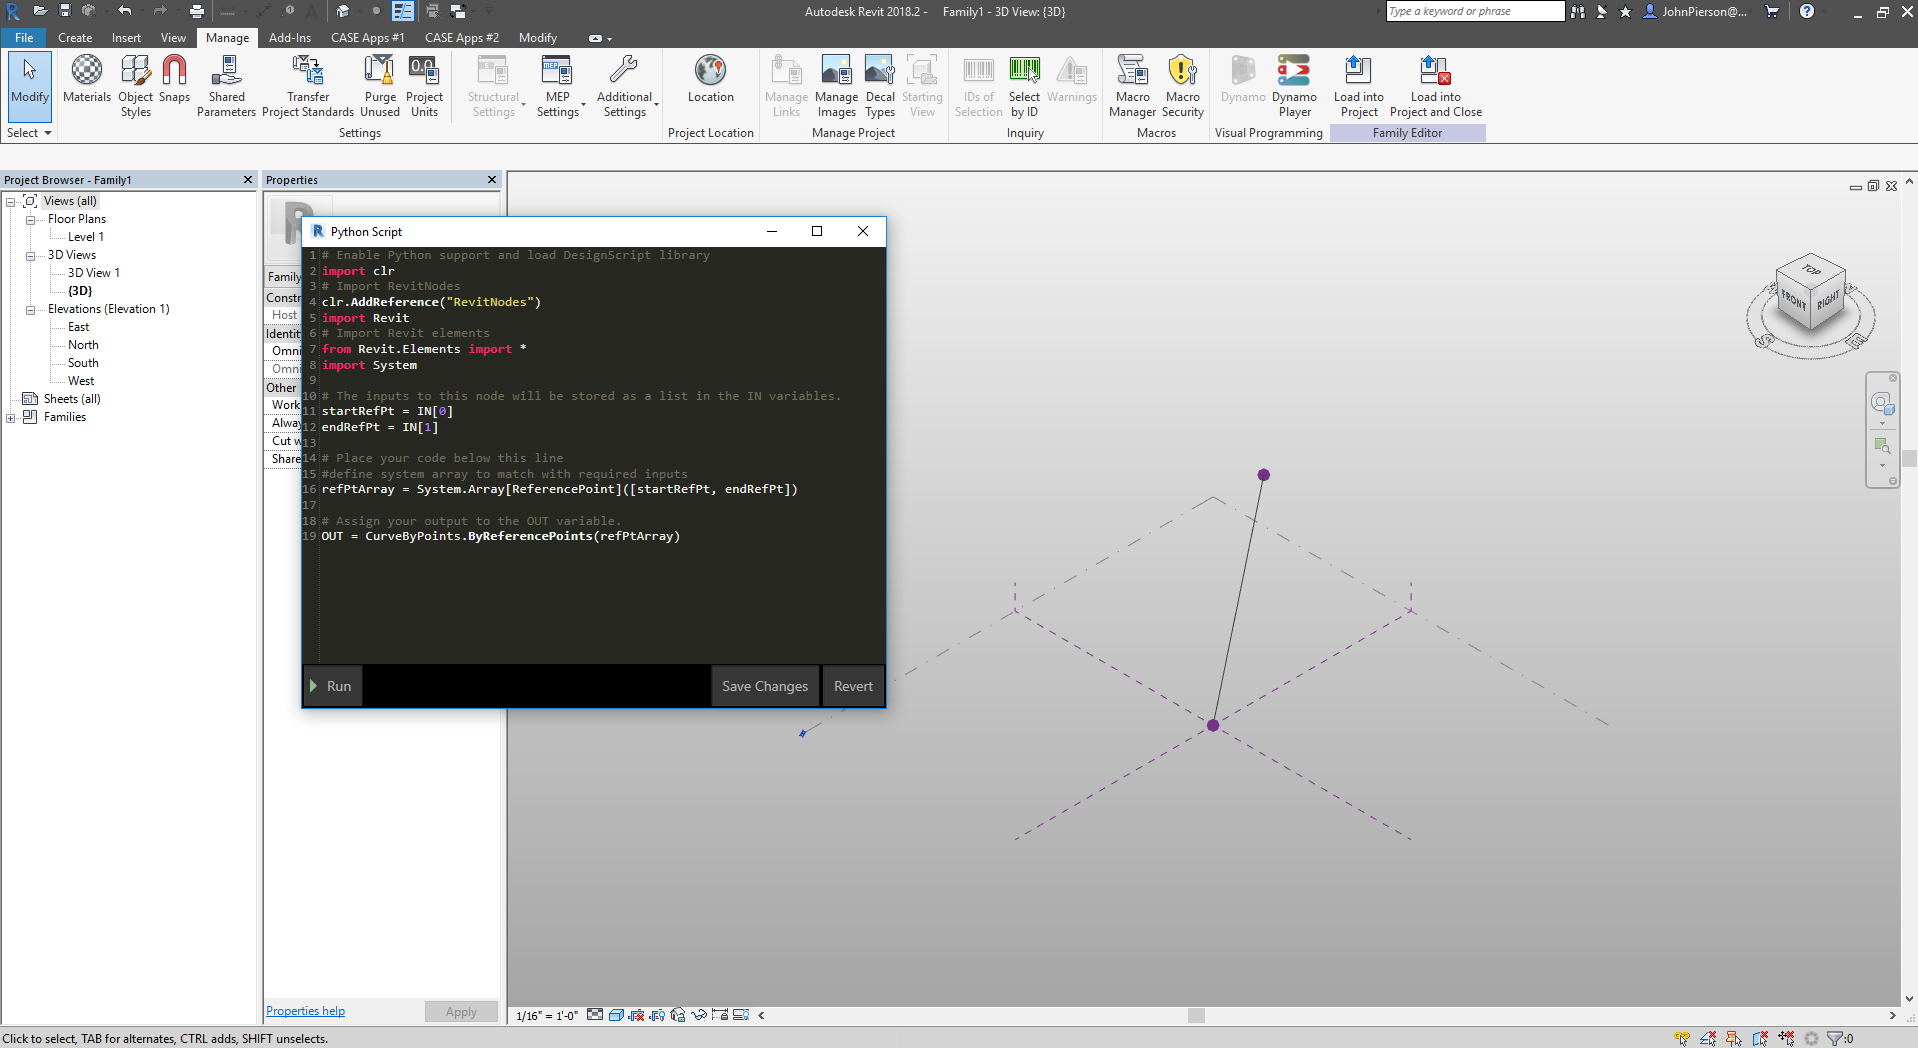 Autodesk Revit 2018.2 - Family1 - 3D View: {3D}
Type a keyword or phrase
JohnPierson@...
File Create Insert View Manage Add-Ins CASE Apps #1 CASE Apps #2 Modify
Modify
Materials
Object Styles
Snaps
Shared Parameters
Transfer Project Standards
Purge Unused
Project Units
Structural Settings
MEP Settings
Additional Settings
Location
Manage Links
Manage Images
Decal Types
Starting View
IDs of Selection
Select by ID
Warnings
Macro Manager
Macro Security
Dynamo
Dynamo Player
Load into Project
Load into Project and Close
Select
Settings
Project Location
Manage Project
Inquiry
Macros
Visual Programming
Family Editor
Project Browser - Family1
Views (all)
Floor Plans
Level 1
3D Views
3D View 1
{3D}
Elevations (Elevation 1)
East
North
South
West
Sheets (all)
Families
Properties
Family
Constr
Host
Identit
Omni
Omni
Other
Work
Alway
Cut w
Share
Properties help
Apply
Python Script
1 # Enable Python support and load DesignScript library
2 import clr
3 # Import RevitNodes
4 clr.AddReference("RevitNodes")
5 import Revit
6 # Import Revit elements
7 from Revit.Elements import *
8 import System
9
10 # The inputs to this node will be stored as a list in the IN variables.
11 startRefPt = IN[0]
12 endRefPt = IN[1]
13
14 # Place your code below this line
15 #define system array to match with required inputs
16 refPtArray = System.Array[ReferencePoint]([startRefPt, endRefPt])
17
18 # Assign your output to the OUT variable.
19 OUT = CurveByPoints.ByReferencePoints(refPtArray)
Run
Save Changes
Revert
TOP
FRONT
RIGHT
S
E
1/16" = 1'-0"
Click to select, TAB for alternates, CTRL adds, SHIFT unselects.
:0